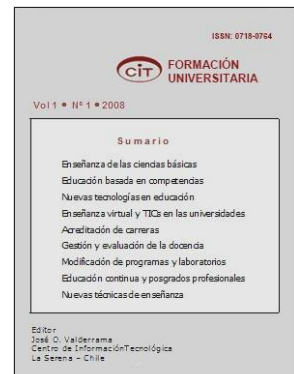 ISSN: 0718-0764
CIT
FORMACIÓN
UNIVERSITARIA
Vol 1 • Nº 1 • 2008
Sumario
Enseñanza de las ciencias básicas
Educación basada en competencias
Nuevas tecnologías en educación
Enseñanza virtual y TICs en las universidades
Acreditación de carreras
Gestión y evaluación de la docencia
Modificación de programas y laboratorios
Educación continua y posgrados profesionales
Nuevas técnicas de enseñanza
Editor
José O. Valderrama
Centro de InformaciónTecnológica
La Serena – Chile